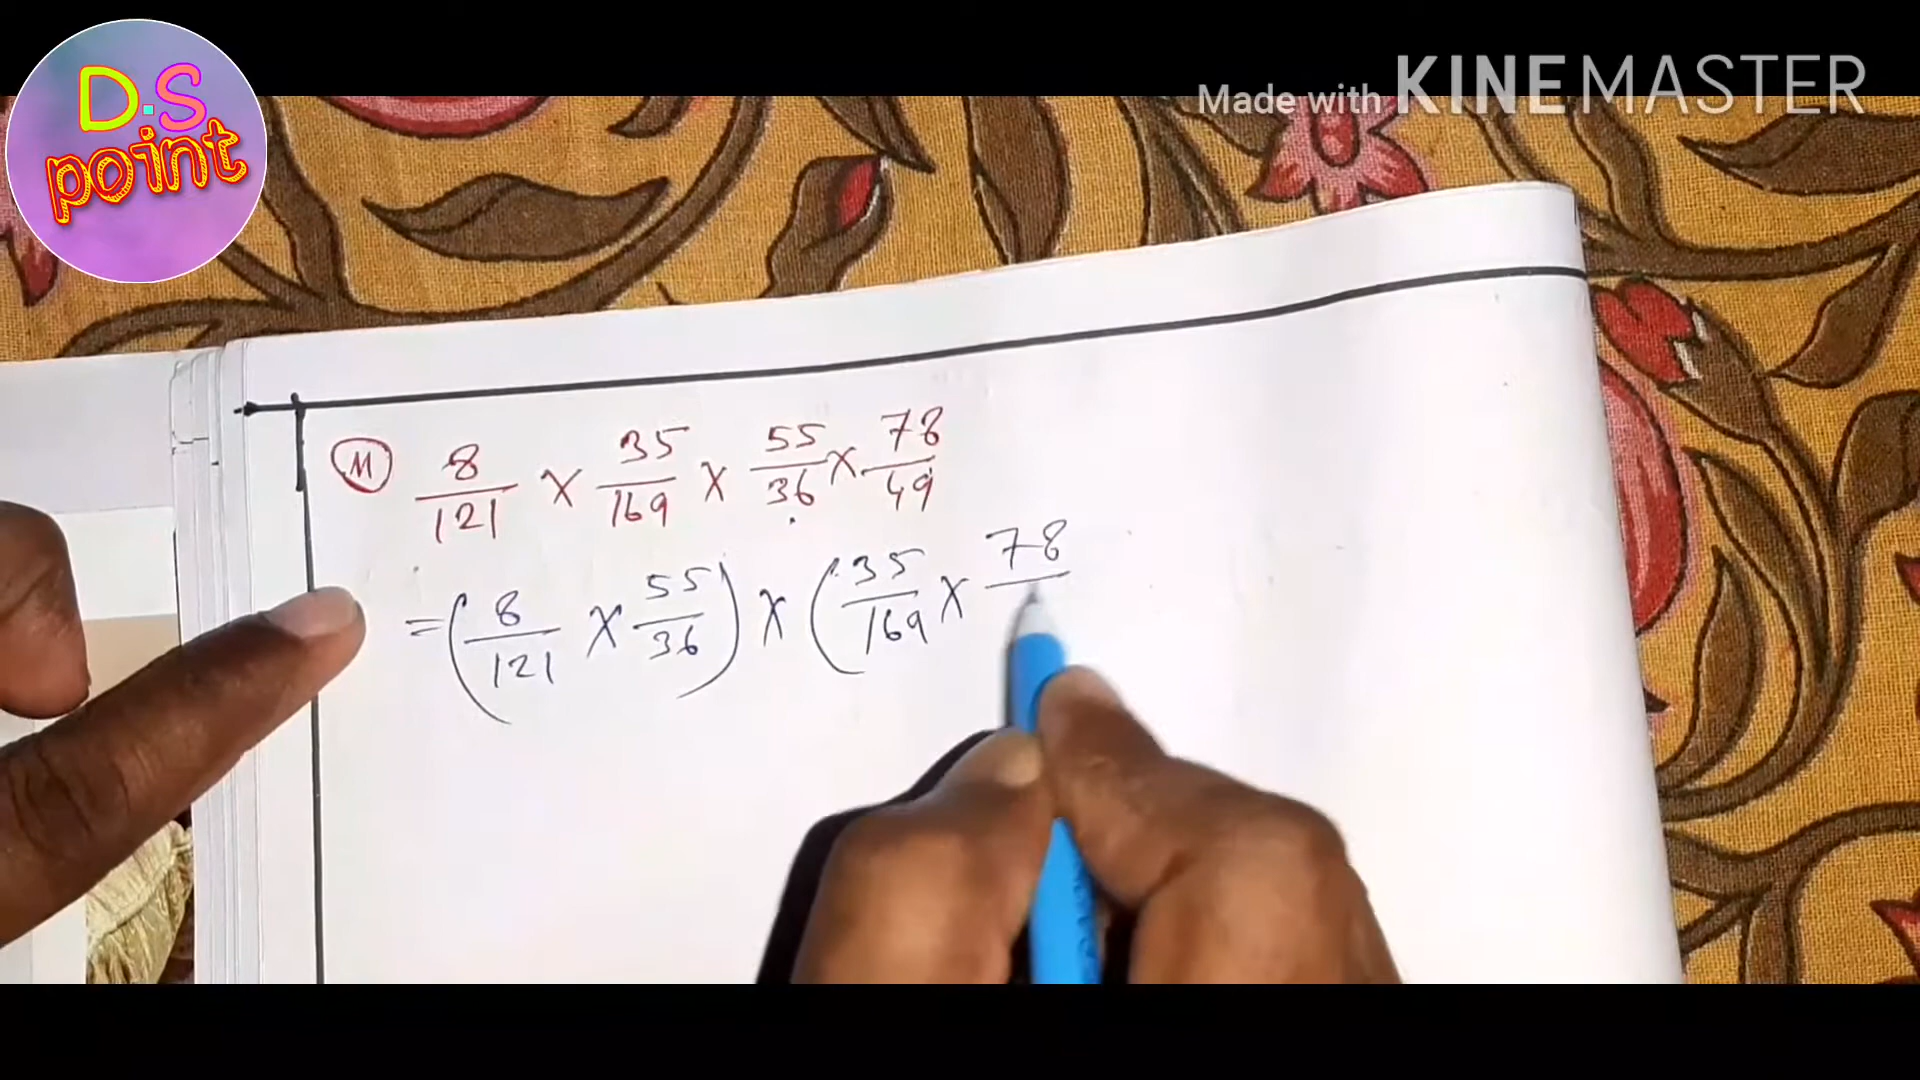 D.S
point
Made with KINEMASTER
M 8/121 × 35/169 × 55/36 × 78/49
= (8/121 × 55/36) × (35/169 × 78/